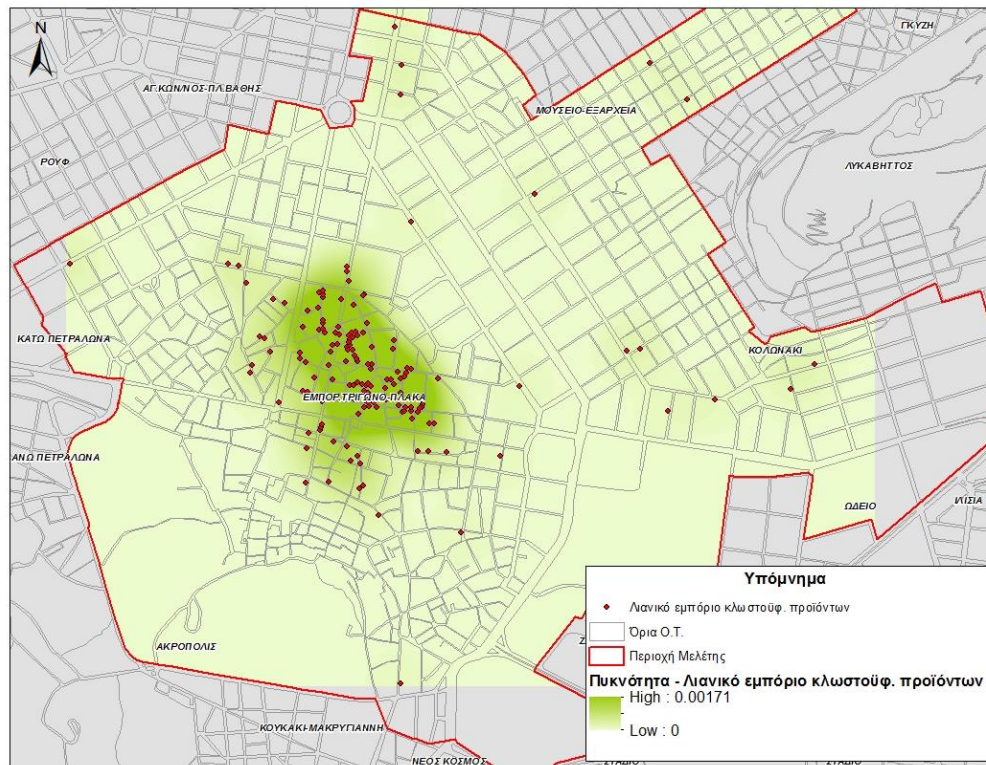 N
ΓΚΥΖΗ
ΑΓ.ΚΩΝ/ΝΟΣ-ΠΛ.ΒΑΘΗΣ
ΜΟΥΣΕΙΟ-ΕΞΑΡΧΕΙΑ
ΡΟΥΦ
ΛΥΚΑΒΗΤΤΟΣ
ΚΑΤΩ ΠΕΤΡΑΛΩΝΑ
ΚΟΛΩΝΑΚΙ
ΕΜΠΟΡ.ΤΡΙΓΩΝΟ-ΠΛΑΚΑ
ΑΝΩ ΠΕΤΡΑΛΩΝΑ
ΙΛΙΣΙΑ
ΩΔΕΙΟ
ΑΚΡΟΠΟΛΙΣ
ΚΟΥΚΑΚΙ-ΜΑΚΡΥΓΙΑΝΝΗ
ΝΕΟΣ ΚΟΣΜΟΣ
Υπόμνημα
Λιανικό εμπόριο κλωστοϋφ. προϊόντων
Όρια Ο.Τ.
Περιοχή Μελέτης
Πυκνότητα - Λιανικό εμπόριο κλωστοϋφ. προϊόντων
High : 0.00171
Low : 0